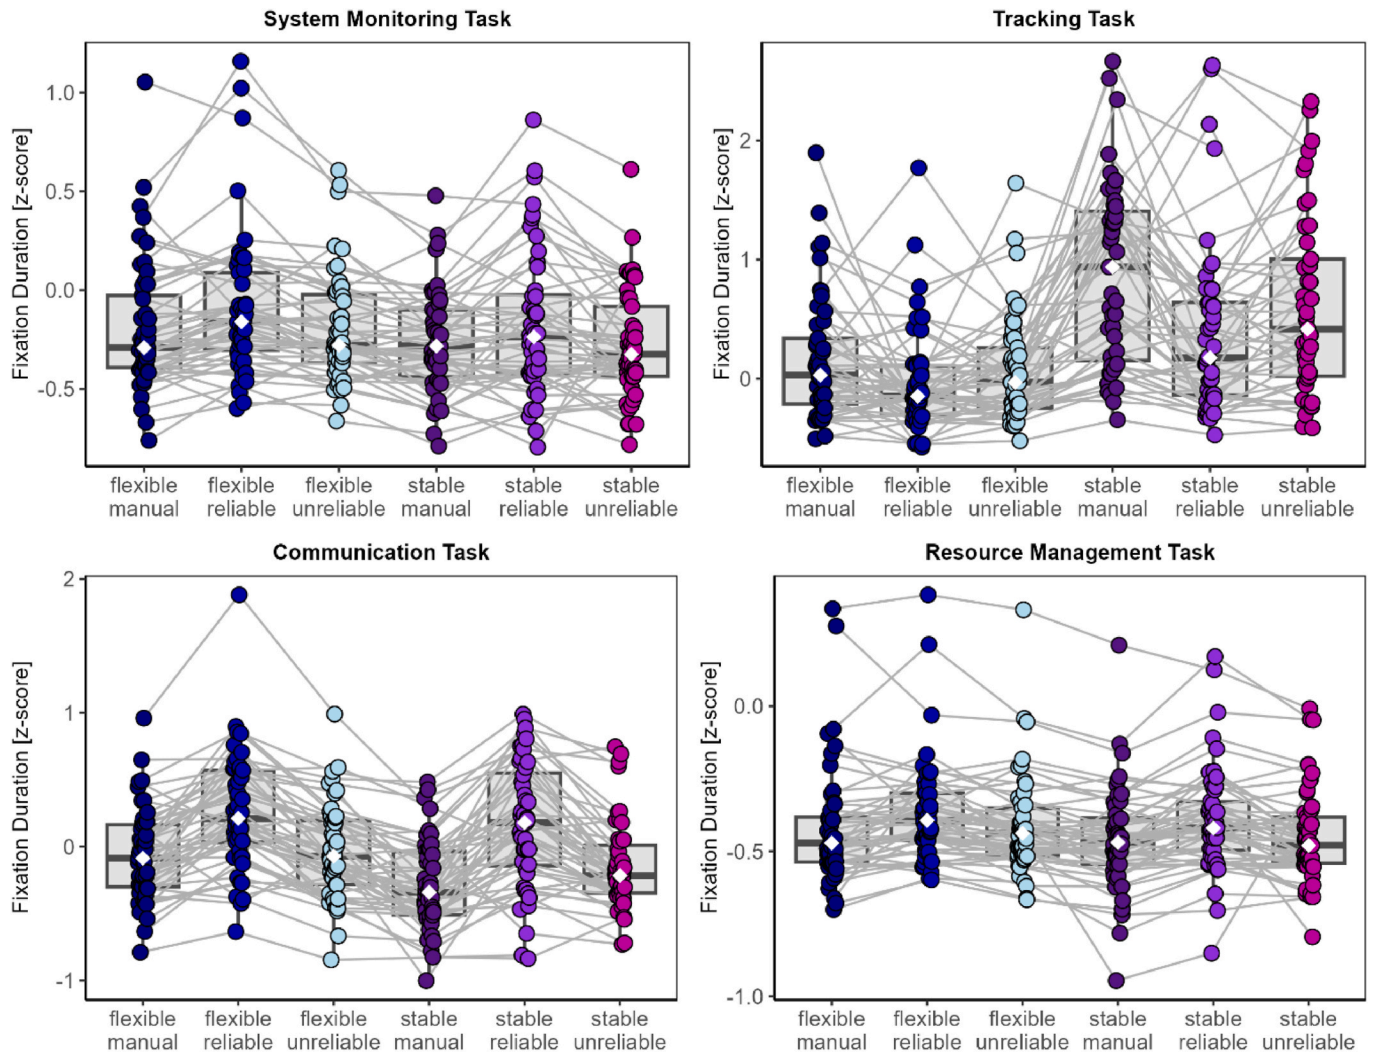 System Monitoring Task
Fixation Duration [z-score]
1.0
0.5
0.0
-0.5
flexible manual
flexible reliable
flexible unreliable
stable manual
stable reliable
stable unreliable
Tracking Task
Fixation Duration [z-score]
2
1
0
flexible manual
flexible reliable
flexible unreliable
stable manual
stable reliable
stable unreliable
Communication Task
Fixation Duration [z-score]
2
1
0
-1
flexible manual
flexible reliable
flexible unreliable
stable manual
stable reliable
stable unreliable
Resource Management Task
Fixation Duration [z-score]
0.0
-0.5
-1.0
flexible manual
flexible reliable
flexible unreliable
stable manual
stable reliable
stable unreliable